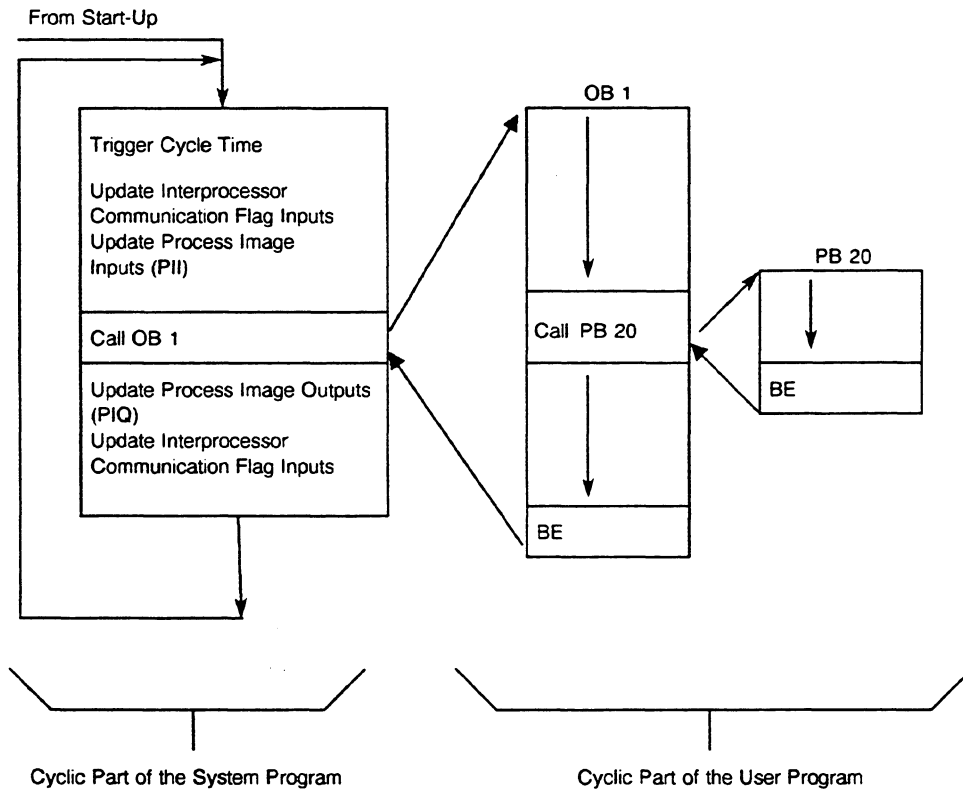 From Start-Up
Trigger Cycle Time
Update Interprocessor
Communication Flag Inputs
Update Process Image
Inputs (PII)
Call OB 1
Update Process Image Outputs
(PIQ)
Update Interprocessor
Communication Flag Inputs
OB 1
Call PB 20
BE
PB 20
BE
Cyclic Part of the System Program
Cyclic Part of the User Program